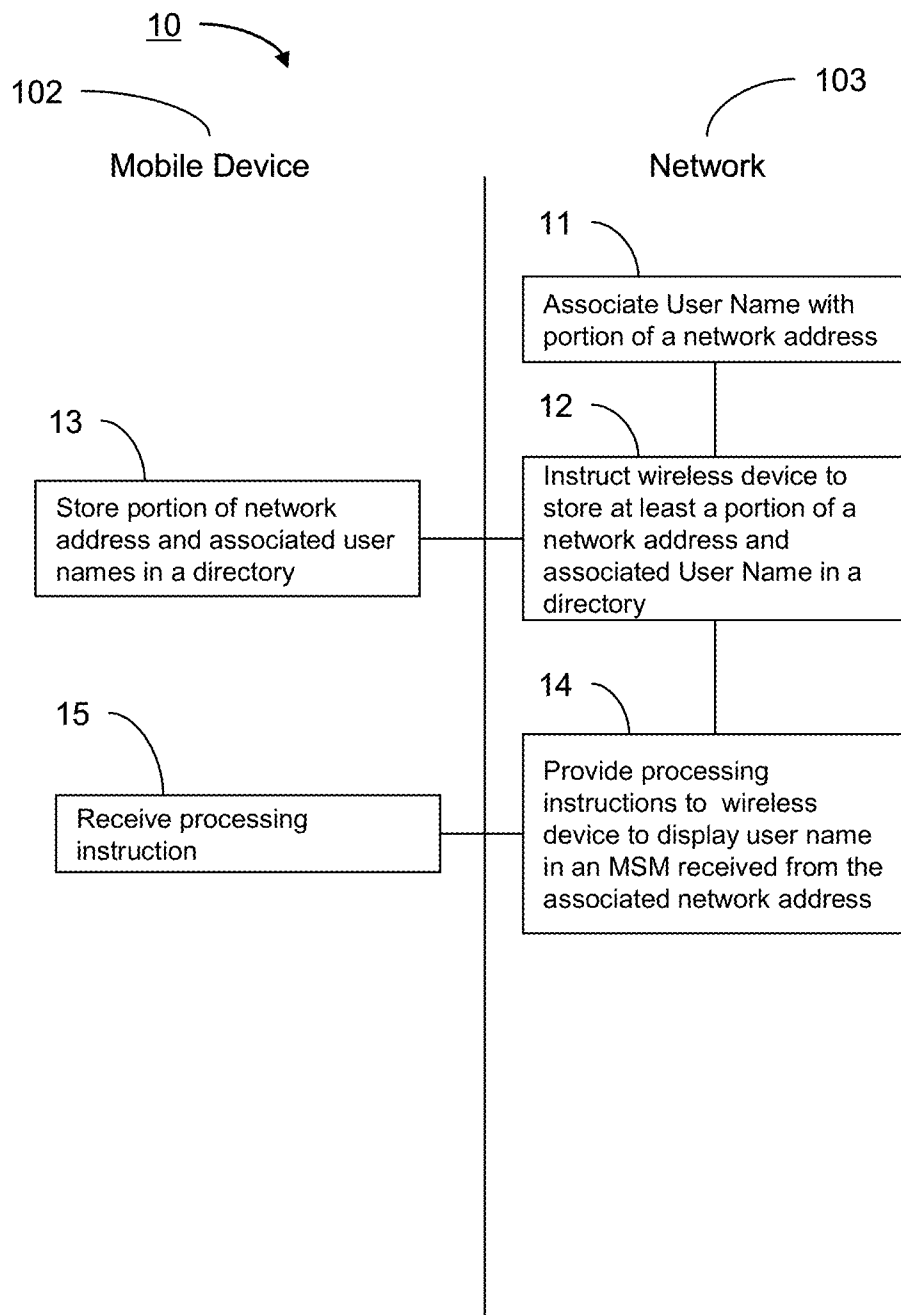 10
102
103
Mobile Device
Network
11
Associate User Name with
portion of a network address
12
13
Instruct wireless device to
store at least a portion of a
network address and
associated User Name in a
directory
Store portion of network
address and associated user
names in a directory
14
15
Provide processing
instructions to wireless
device to display user name
in an MSM received from the
associated network address
Receive processing
instruction